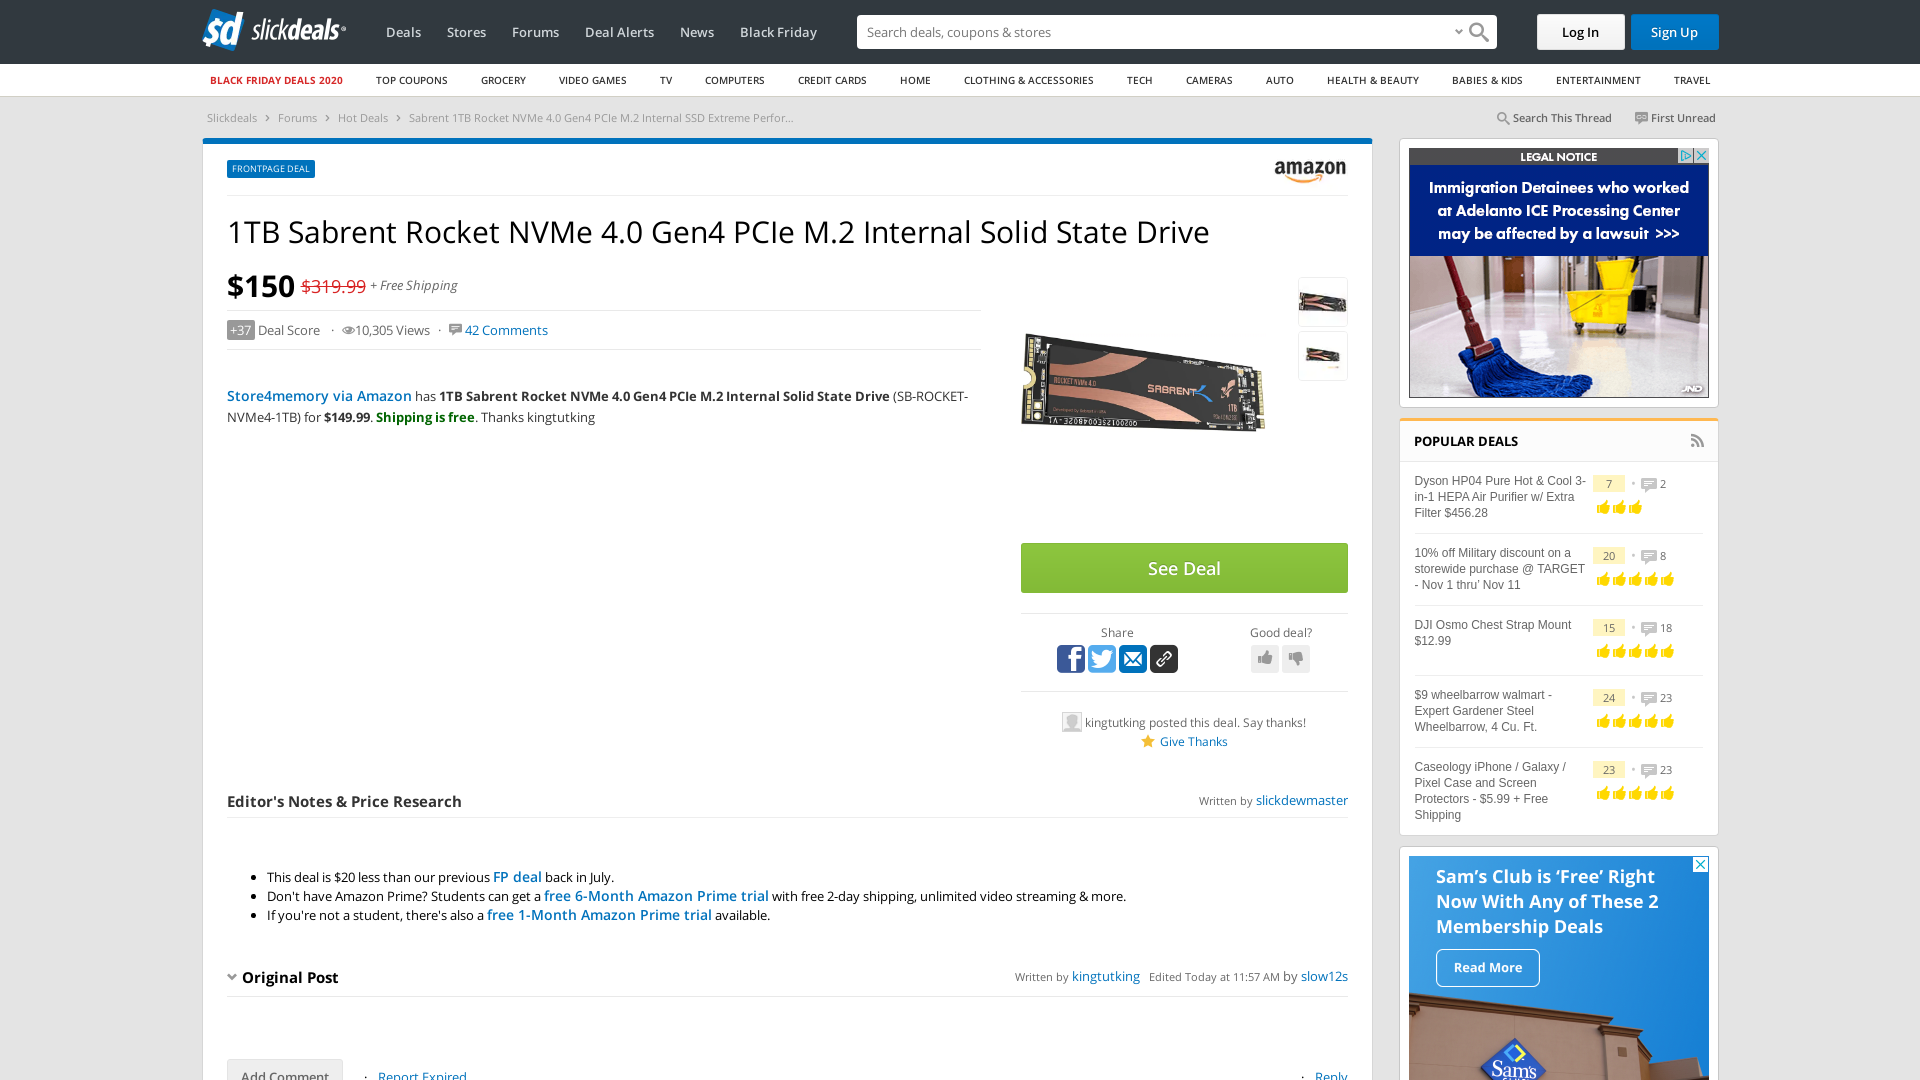 slickdeals
Deals
Stores
Forums
Deal Alerts
News
Black Friday
Search deals, coupons & stores
Log In
Sign Up
BLACK FRIDAY DEALS 2020
TOP COUPONS
GROCERY
VIDEO GAMES
TV
COMPUTERS
CREDIT CARDS
HOME
CLOTHING & ACCESSORIES
TECH
CAMERAS
AUTO
HEALTH & BEAUTY
BABIES & KIDS
ENTERTAINMENT
TRAVEL
Slickdeals › Forums › Hot Deals › Sabrent 1TB Rocket NVMe 4.0 Gen4 PCIe M.2 Internal SSD Extreme Perfor...
Search This Thread
First Unread
FRONTPAGE DEAL
amazon
1TB Sabrent Rocket NVMe 4.0 Gen4 PCIe M.2 Internal Solid State Drive
$150 $319.99 + Free Shipping
+37 Deal Score · 10,305 Views · 42 Comments
Store4memory via Amazon has 1TB Sabrent Rocket NVMe 4.0 Gen4 PCIe M.2 Internal Solid State Drive (SB-ROCKET-
NVMe4-1TB) for $149.99. Shipping is free. Thanks kingtutking
ROCKET NVMe 4.0
SABRENT
1TB
See Deal
Share
Good deal?
kingtutking posted this deal. Say thanks!
Give Thanks
Editor's Notes & Price Research
Written by slickdewmaster
• This deal is $20 less than our previous FP deal back in July.
• Don't have Amazon Prime? Students can get a free 6-Month Amazon Prime trial with free 2-day shipping, unlimited video streaming & more.
• If you're not a student, there's also a free 1-Month Amazon Prime trial available.
Original Post
Written by kingtutking Edited Today at 11:57 AM by slow12s
Add Comment
· Report Expired
· Reply
LEGAL NOTICE
Immigration Detainees who worked
at Adelanto ICE Processing Center
may be affected by a lawsuit >>>
JND
POPULAR DEALS
Dyson HP04 Pure Hot & Cool 3-
in-1 HEPA Air Purifier w/ Extra
Filter $456.28
7 • 2
10% off Military discount on a
storewide purchase @ TARGET
- Nov 1 thru' Nov 11
20 • 8
DJI Osmo Chest Strap Mount
$12.99
15 • 18
$9 wheelbarrow walmart -
Expert Gardener Steel
Wheelbarrow, 4 Cu. Ft.
24 • 23
Caseology iPhone / Galaxy /
Pixel Case and Screen
Protectors - $5.99 + Free
Shipping
23 • 23
Sam's Club is 'Free' Right
Now With Any of These 2
Membership Deals
Read More
Sam's